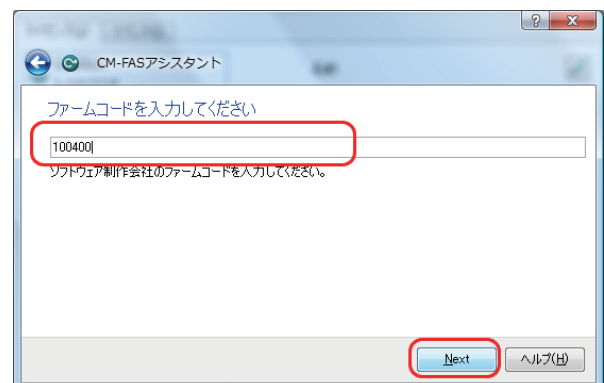 CM-FASアシスタント
ファームコードを入力してください
100400
ソフトウェア制作会社のファームコードを入力してください。
Next
ヘルプ(H)